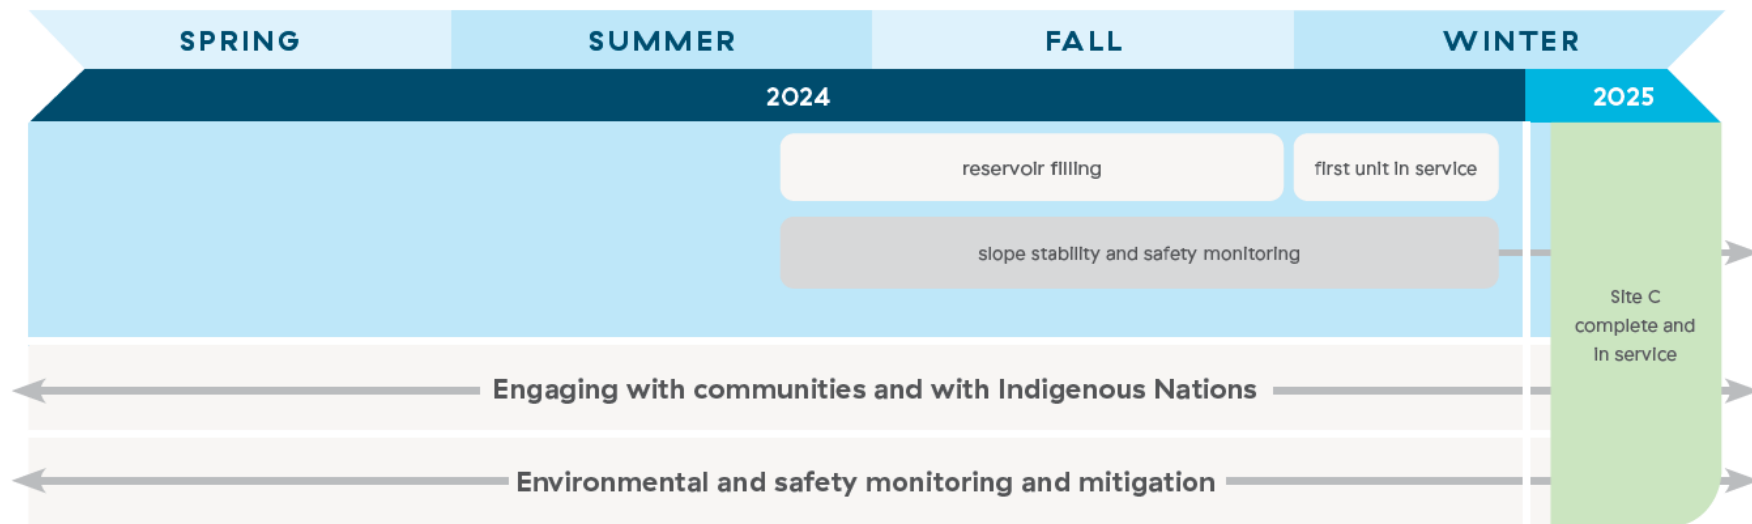 SPRING SUMMER FALL WINTER
2024 2025
reservoir filling first unit in service
slope stability and safety monitoring
Site C
complete and
in service
Engaging with communities and with Indigenous Nations
Environmental and safety monitoring and mitigation